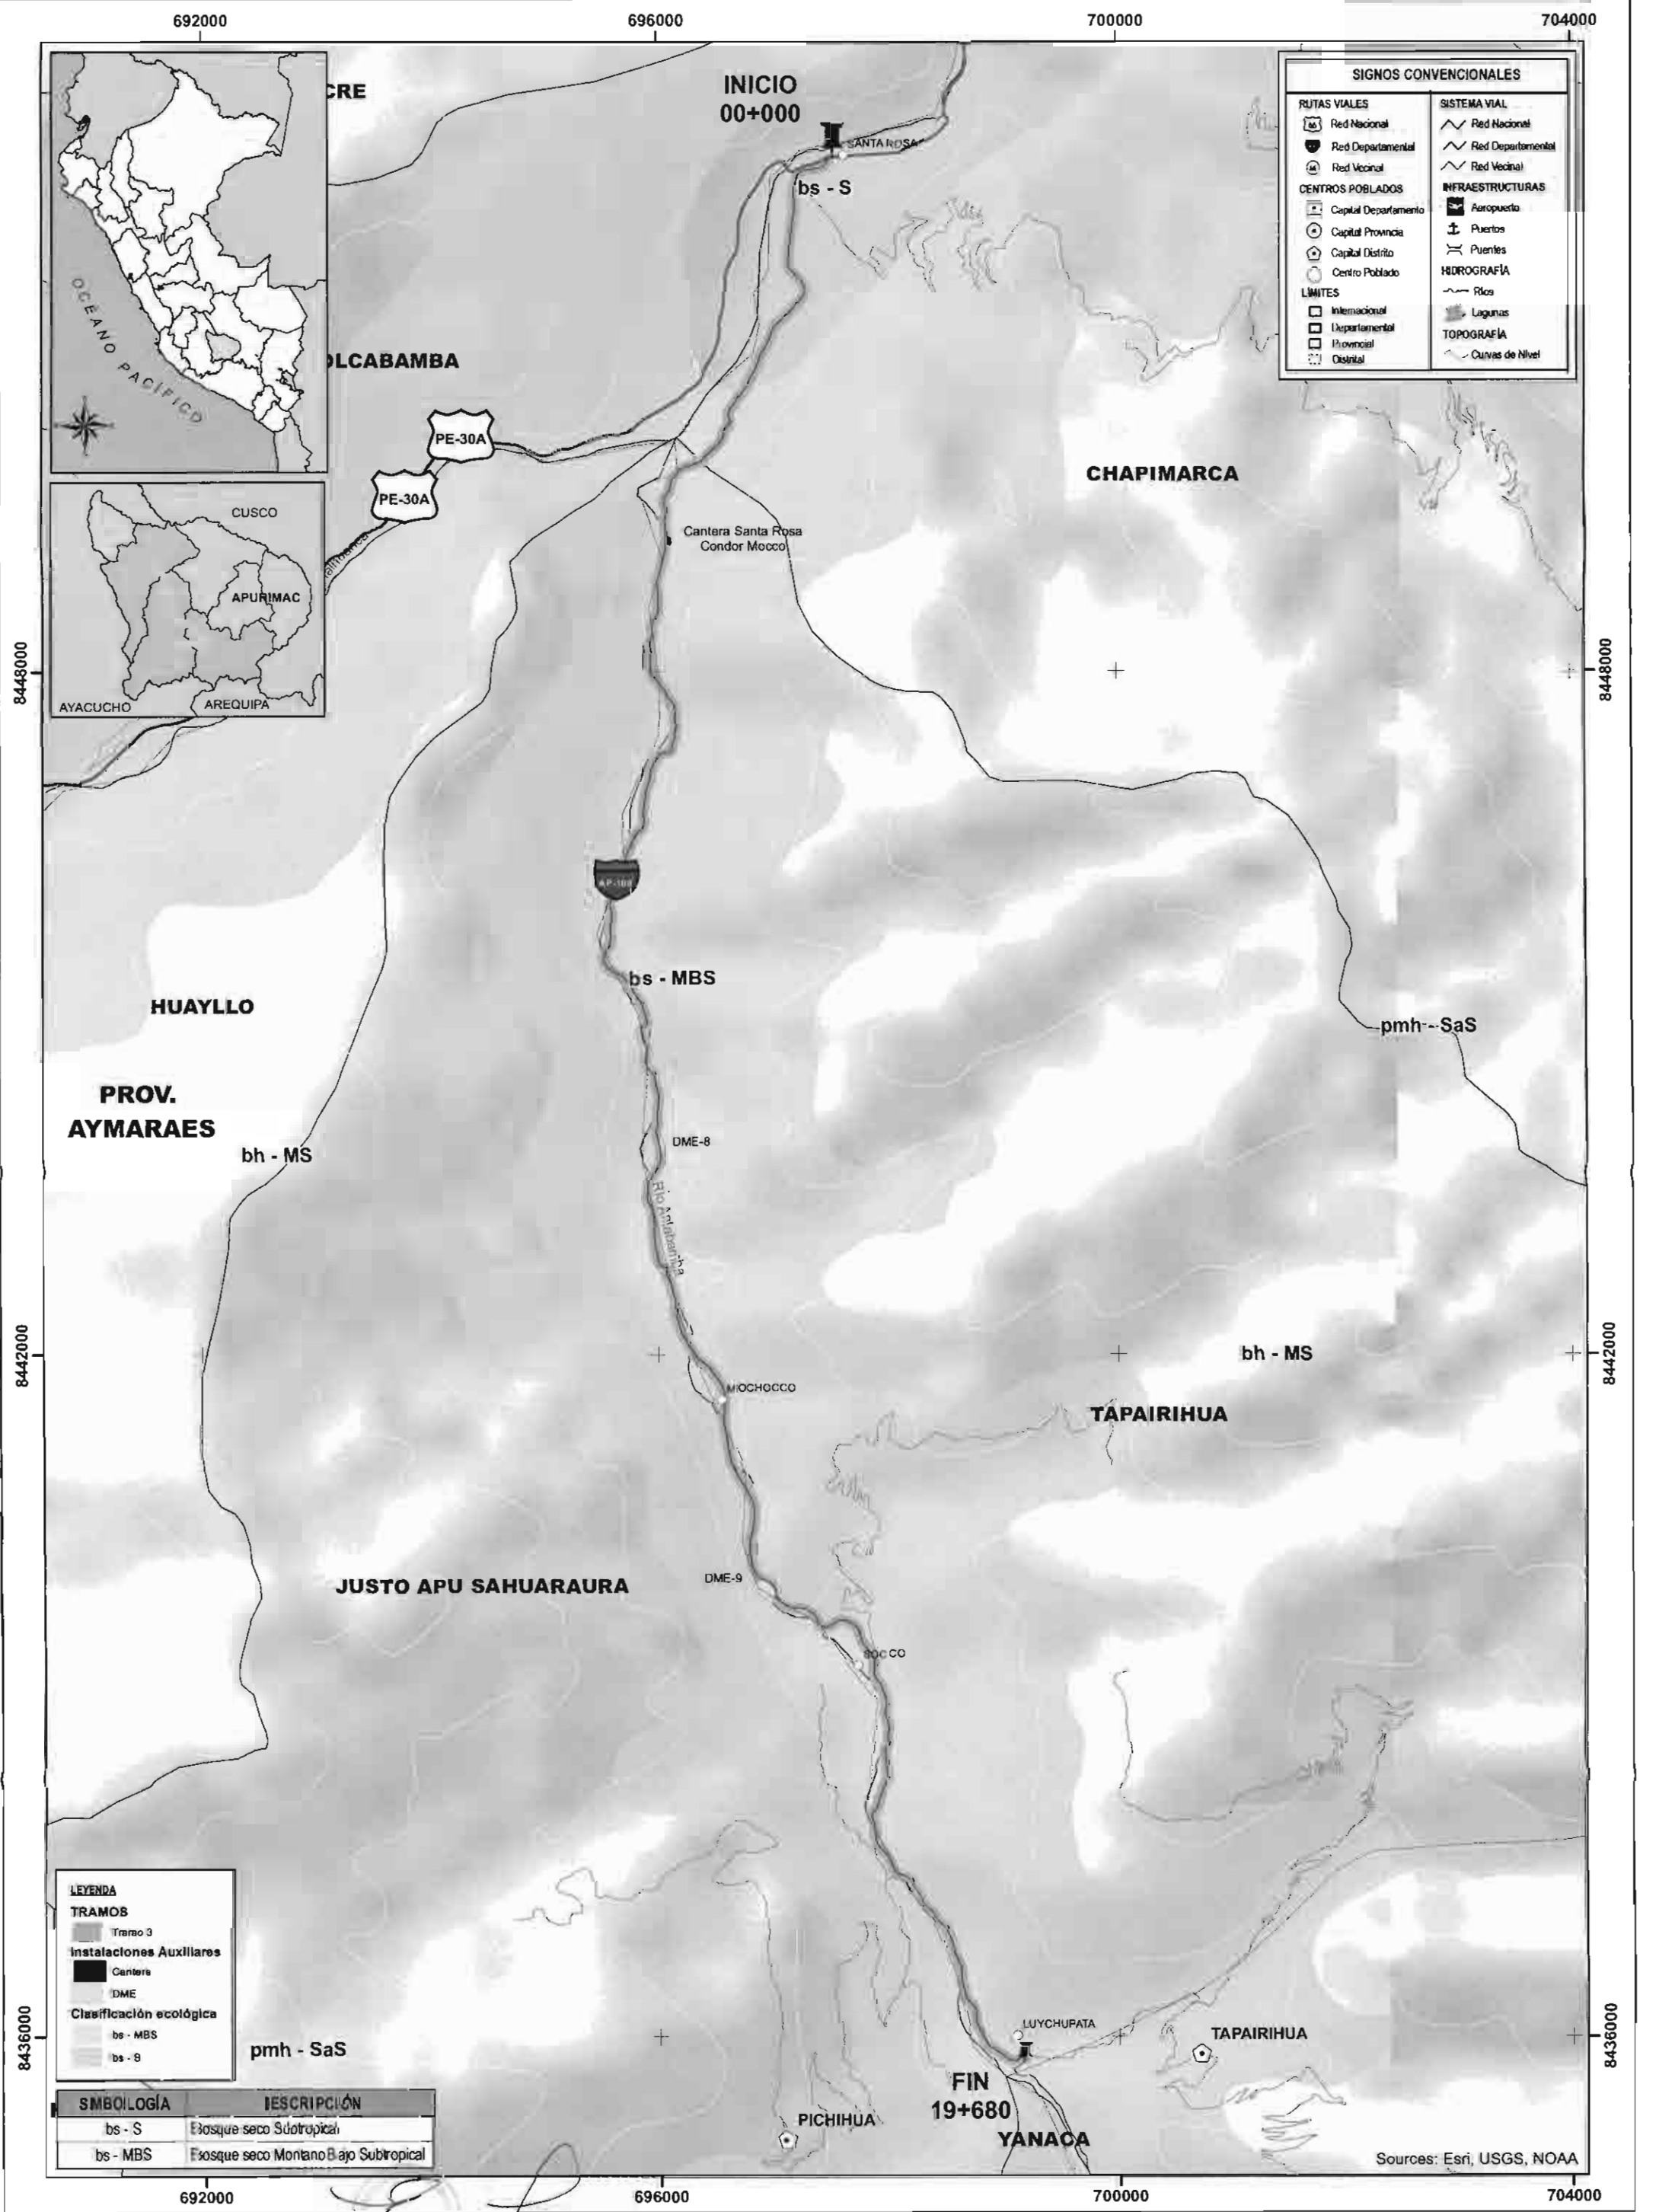 692000
696000
700000
704000
CRE
INICIO
00+000
SANTA ROSA
bs - S
SIGNOS CONVENCIONALES
RUTAS VIALES
Red Nacional
Red Departamental
Red Vecinal
CENTROS POBLADOS
Capital Departamento
Capital Provincia
Capital Distrito
Centro Poblado
LÍMITES
Internacional
Departamental
Provincial
Distrital
SISTEMA VIAL
Red Nacional
Red Departamental
Red Vecinal
INFRAESTRUCTURAS
Aeropuerto
Puertos
Puentes
HIDROGRAFÍA
Ríos
Lagunas
TOPOGRAFÍA
Curvas de Nivel
OCÉANO PACÍFICO
OLCABAMBA
PE-30A
PE-30A
CHAPIMARCA
CUSCO
APURIMAC
AYACUCHO
AREQUIPA
Cantera Santa Rosa
Condor Mocco
8448000
8448000
bs - MBS
HUAYLLO
pmh - SaS
PROV.
AYMARAES
bh - MS
DME-8
Río Antabamba
8442000
8442000
bh - MS
MOCHOCCO
TAPAIRIHUA
JUSTO APU SAHUARAURA
DME-9
SOCCO
LEYENDA
TRAMOS
Tramo 3
Instalaciones Auxiliares
Cantera
DME
Clasificación ecológica
bs - MBS
bs - S
8436000
8436000
pmh - SaS
LUYCHUPATA
TAPAIRIHUA
FIN
19+680
YANACA
PICHIHUA
SIMBOLOGÍA DESCRIPCIÓN
bs - S Bosque seco Subtropical
bs - MBS Bosque seco Montano Bajo Subtropical
Sources: Esri, USGS, NOAA
692000
696000
700000
704000